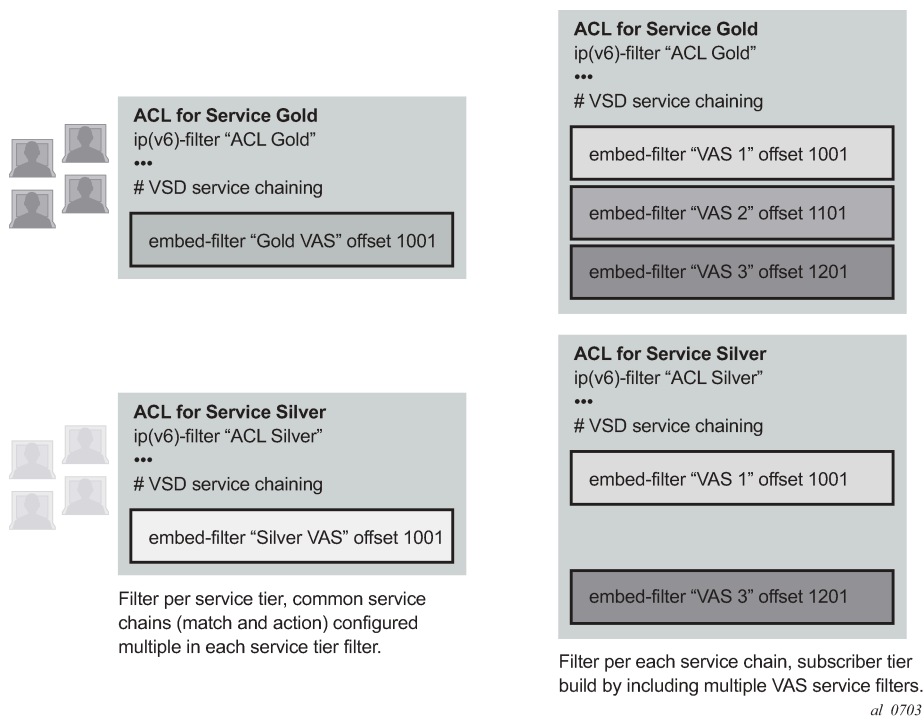 ACL for Service Gold
ip(v6)-filter “ACL Gold”
•••
# VSD service chaining
embed-filter “Gold VAS” offset 1001
ACL for Service Silver
ip(v6)-filter “ACL Silver”
•••
# VSD service chaining
embed-filter “Silver VAS” offset 1001
Filter per service tier, common service
chains (match and action) configured
multiple in each service tier filter.
ACL for Service Gold
ip(v6)-filter “ACL Gold”
•••
# VSD service chaining
embed-filter “VAS 1” offset 1001
embed-filter “VAS 2” offset 1101
embed-filter “VAS 3” offset 1201
ACL for Service Silver
ip(v6)-filter “ACL Silver”
•••
# VSD service chaining
embed-filter “VAS 1” offset 1001
embed-filter “VAS 3” offset 1201
Filter per each service chain, subscriber tier
build by including multiple VAS service filters.
al_0703